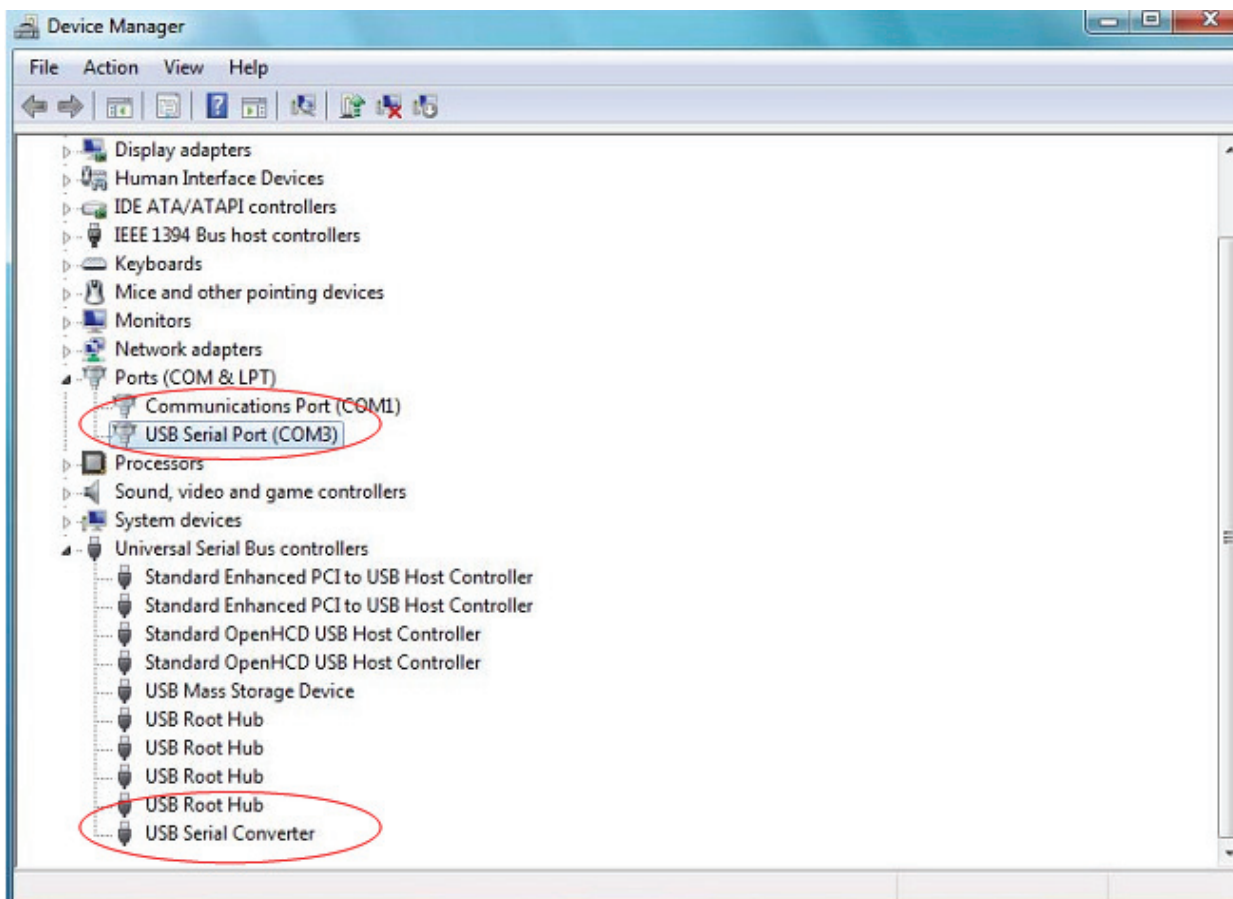 Device Manager
File Action View Help
Display adapters
Human Interface Devices
IDE ATA/ATAPI controllers
IEEE 1394 Bus host controllers
Keyboards
Mice and other pointing devices
Monitors
Network adapters
Ports (COM & LPT)
Communications Port (COM1)
USB Serial Port (COM3)
Processors
Sound, video and game controllers
System devices
Universal Serial Bus controllers
Standard Enhanced PCI to USB Host Controller
Standard Enhanced PCI to USB Host Controller
Standard OpenHCD USB Host Controller
Standard OpenHCD USB Host Controller
USB Mass Storage Device
USB Root Hub
USB Root Hub
USB Root Hub
USB Root Hub
USB Serial Converter